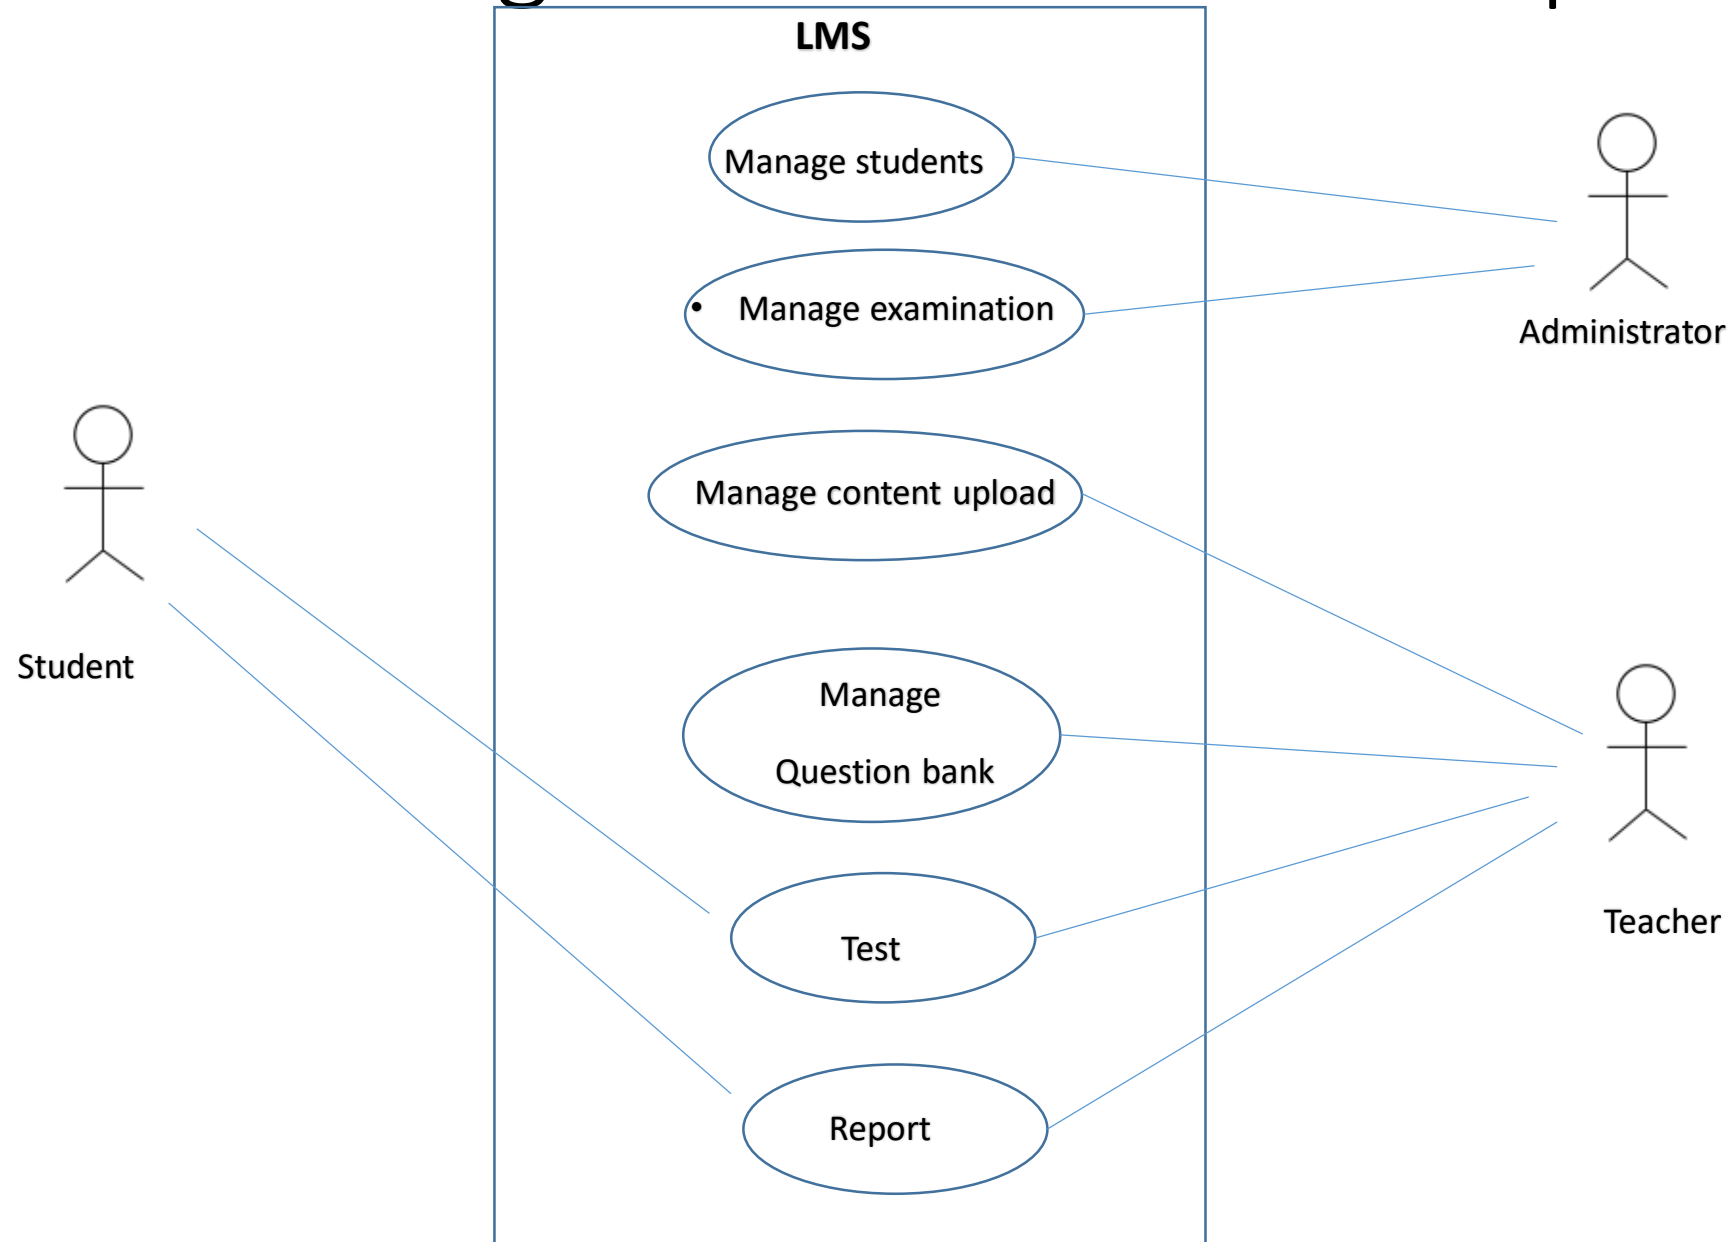 LMS
Manage students
• Manage examination
Administrator
Manage content upload
Student
Manage
Question bank
Teacher
Test
Report